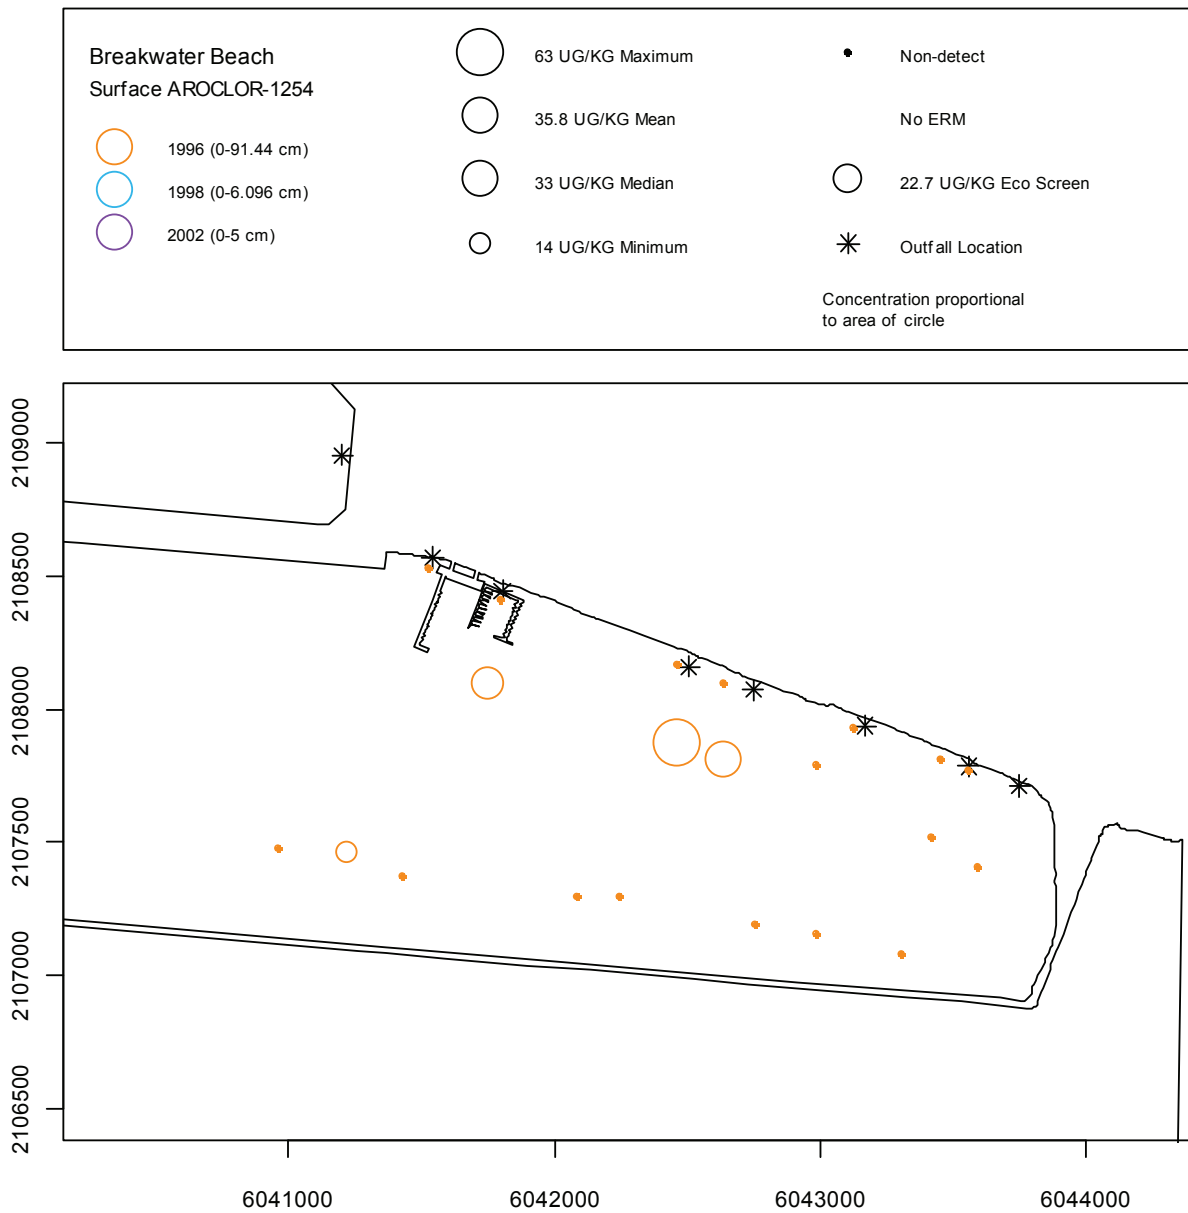 Breakwater Beach
Surface AROCLOR-1254
1996 (0-91.44 cm)
1998 (0-6.096 cm)
2002 (0-5 cm)
63 UG/KG Maximum
35.8 UG/KG Mean
33 UG/KG Median
14 UG/KG Minimum
Non-detect
No ERM
22.7 UG/KG Eco Screen
Outfall Location
Concentration proportional
to area of circle
2109000
2108500
2108000
2107500
2107000
2106500
6041000
6042000
6043000
6044000